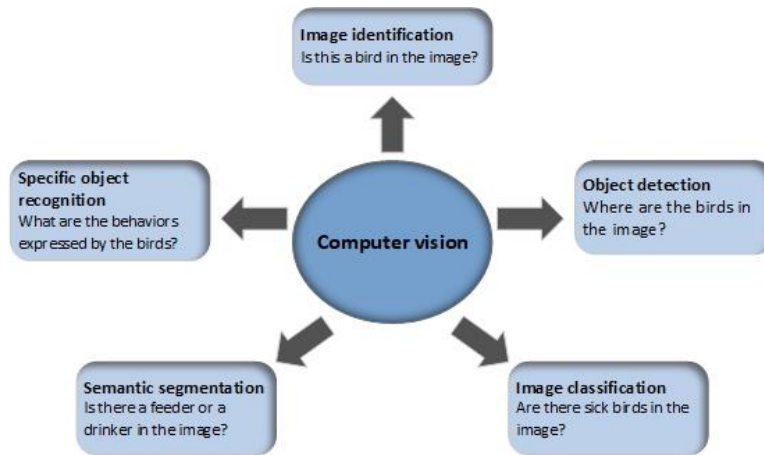 Image identification
Is this a bird in the image?
Specific object
recognition
What are the behaviors
expressed by the birds?
Object detection
Where are the birds in
the image?
Computer vision
Semantic segmentation
Is there a feeder or a
drinker in the image?
Image classification
Are there sick birds in the
image?